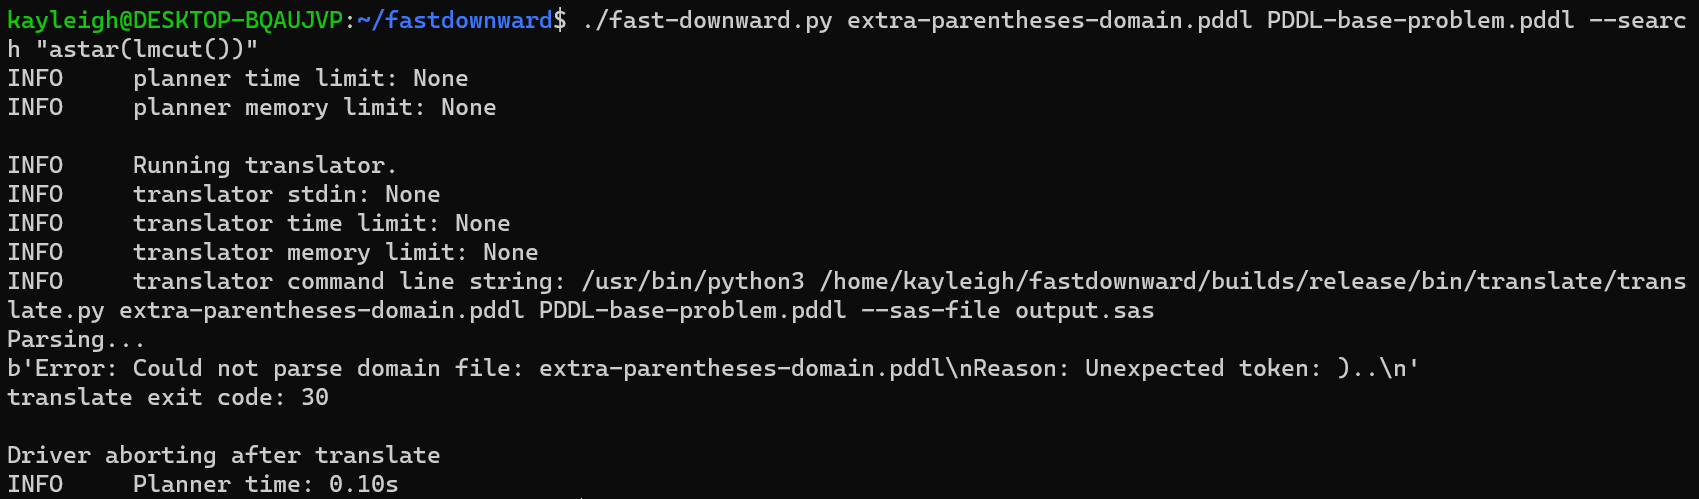 kayleigh@DESKTOP-BQAUJVP:~/fastdownward$ ./fast-downward.py extra-parentheses-domain.pddl PDDL-base-problem.pddl --searc
h "astar(lmcut())"
INFO     planner time limit: None
INFO     planner memory limit: None

INFO     Running translator.
INFO     translator stdin: None
INFO     translator time limit: None
INFO     translator memory limit: None
INFO     translator command line string: /usr/bin/python3 /home/kayleigh/fastdownward/builds/release/bin/translate/trans
late.py extra-parentheses-domain.pddl PDDL-base-problem.pddl --sas-file output.sas
Parsing...
b'Error: Could not parse domain file: extra-parentheses-domain.pddl\nReason: Unexpected token: )..\n'
translate exit code: 30

Driver aborting after translate
INFO     Planner time: 0.10s